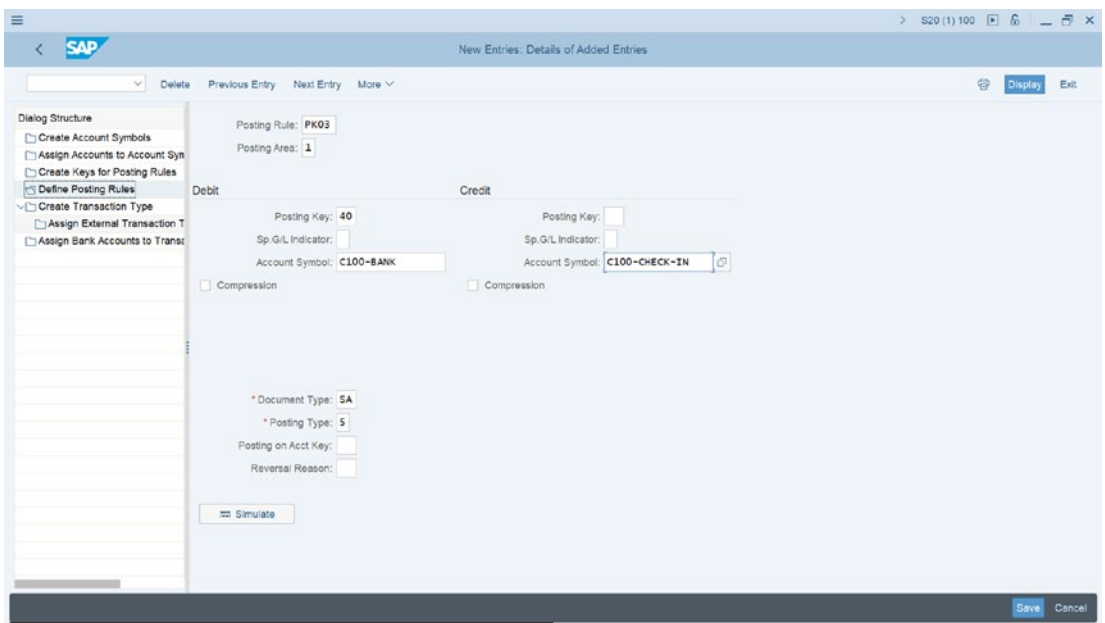 S20 (1) 100
SAP
New Entries: Details of Added Entries
Delete Previous Entry Next Entry More Display Exit
Dialog Structure
Create Account Symbols
Assign Accounts to Account Sym
Create Keys for Posting Rules
Define Posting Rules
Create Transaction Type
Assign External Transaction T
Assign Bank Accounts to Transa
Posting Rule: PK03
Posting Area: 1
Debit Credit
Posting Key: 40 Posting Key:
Sp.G/L Indicator: Sp.G/L Indicator:
Account Symbol: C100-BANK Account Symbol: C100-CHECK-IN
Compression Compression
* Document Type: SA
* Posting Type: 5
Posting on Acct Key:
Reversal Reason:
Simulate
Save Cancel